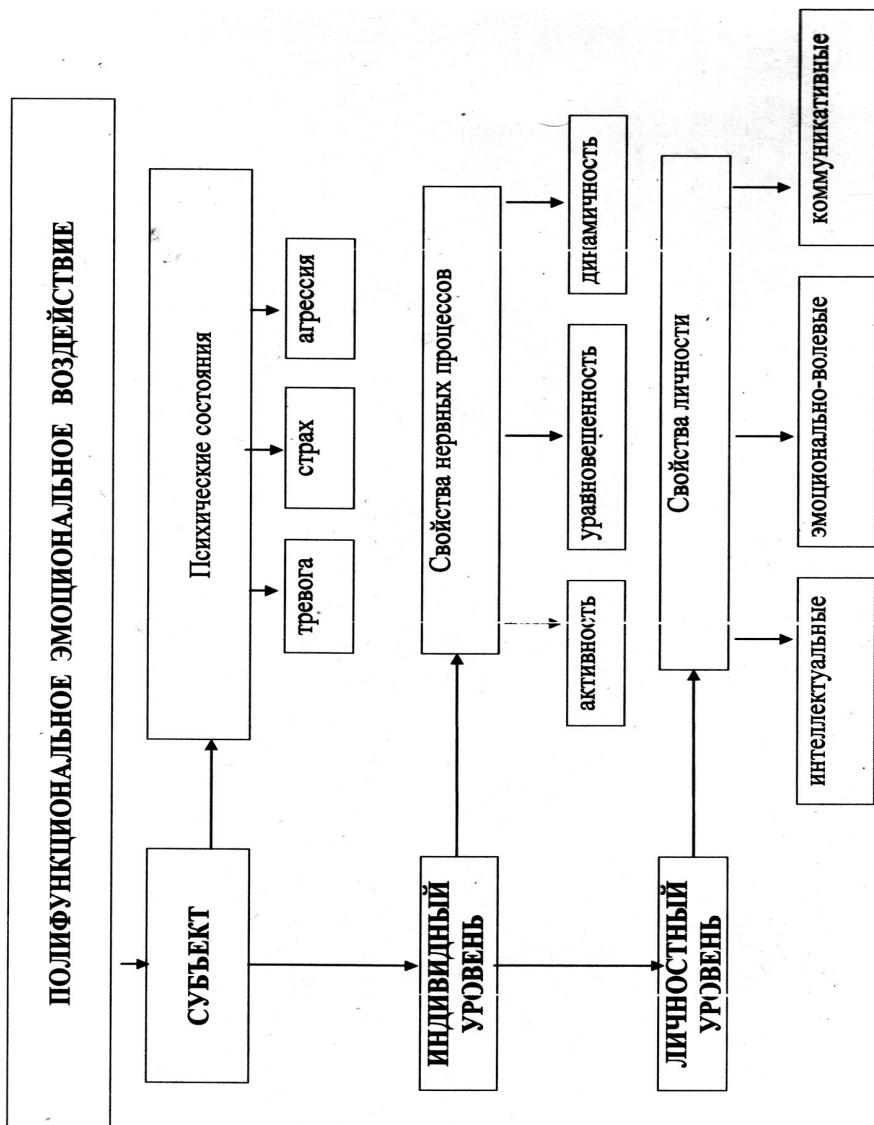 ПОЛИФУНКЦИОНАЛЬНОЕ ЭМОЦИОНАЛЬНОЕ ВОЗДЕЙСТВИЕ
СУБЪЕКТ
Психические состояния
тревога
страх
агрессия
ИНДИВИДНЫЙ
УРОВЕНЬ
Свойства нервных процессов
активность
уравновешенность
динамичность
ЛИЧНОСТНЫЙ
УРОВЕНЬ
Свойства личности
интеллектуальные
эмоционально-волевые
коммуникативные